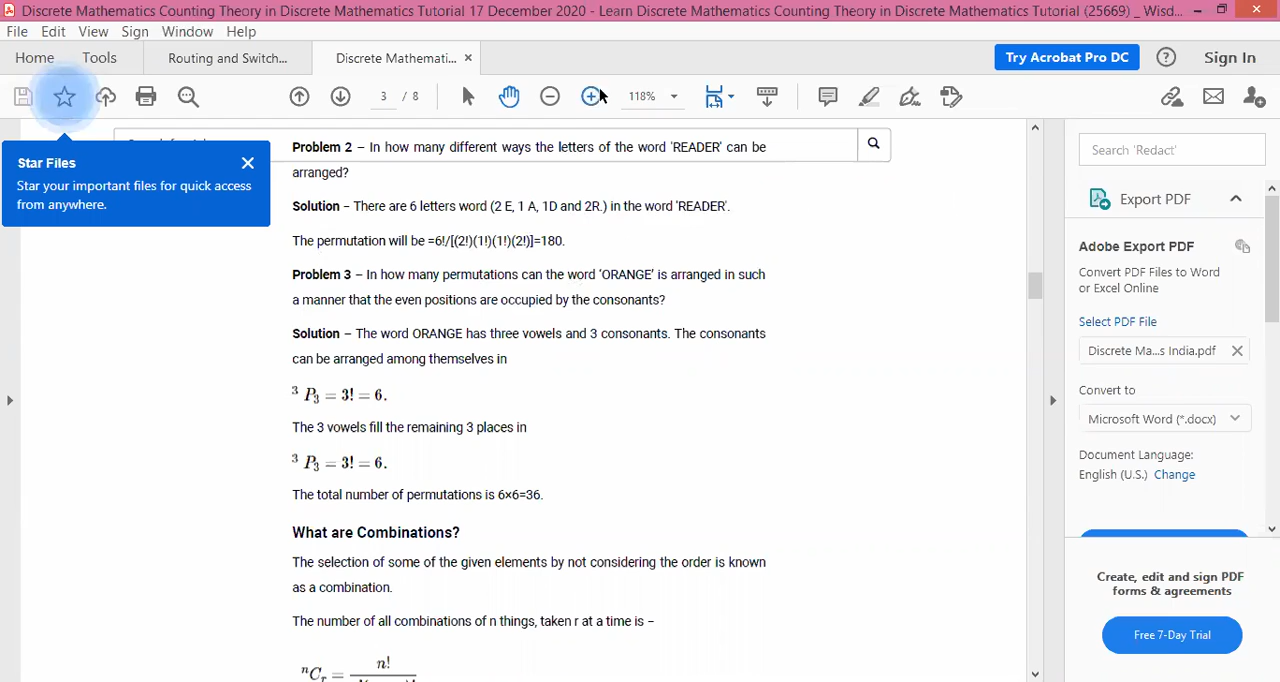 Discrete Mathematics Counting Theory in Discrete Mathematics Tutorial 17 December 2020 - Learn Discrete Mathematics Counting Theory in Discrete Mathematics Tutorial (25669) _ Wisd...
File Edit View Sign Window Help
Home Tools Routing and Switch... Discrete Mathemati... × Try Acrobat Pro DC Sign In
3 / 8 118%
Star Files
Star your important files for quick access
from anywhere.
Problem 2 – In how many different ways the letters of the word 'READER' can be
arranged?
Solution – There are 6 letters word (2 E, 1 A, 1D and 2R.) in the word 'READER'.
The permutation will be =6!/[(2!)(1!)(1!)(2!)]=180.
Problem 3 – In how many permutations can the word 'ORANGE' is arranged in such
a manner that the even positions are occupied by the consonants?
Solution – The word ORANGE has three vowels and 3 consonants. The consonants
can be arranged among themselves in
³ P₃ = 3! = 6.
The 3 vowels fill the remaining 3 places in
³ P₃ = 3! = 6.
The total number of permutations is 6×6=36.
What are Combinations?
The selection of some of the given elements by not considering the order is known
as a combination.
The number of all combinations of n things, taken r at a time is –
ⁿCᵣ = n!
Search 'Redact'
Export PDF
Adobe Export PDF
Convert PDF Files to Word
or Excel Online
Select PDF File
Discrete Ma...s India.pdf
Convert to
Microsoft Word (*.docx)
Document Language:
English (U.S.) Change
Create, edit and sign PDF
forms & agreements
Free 7-Day Trial